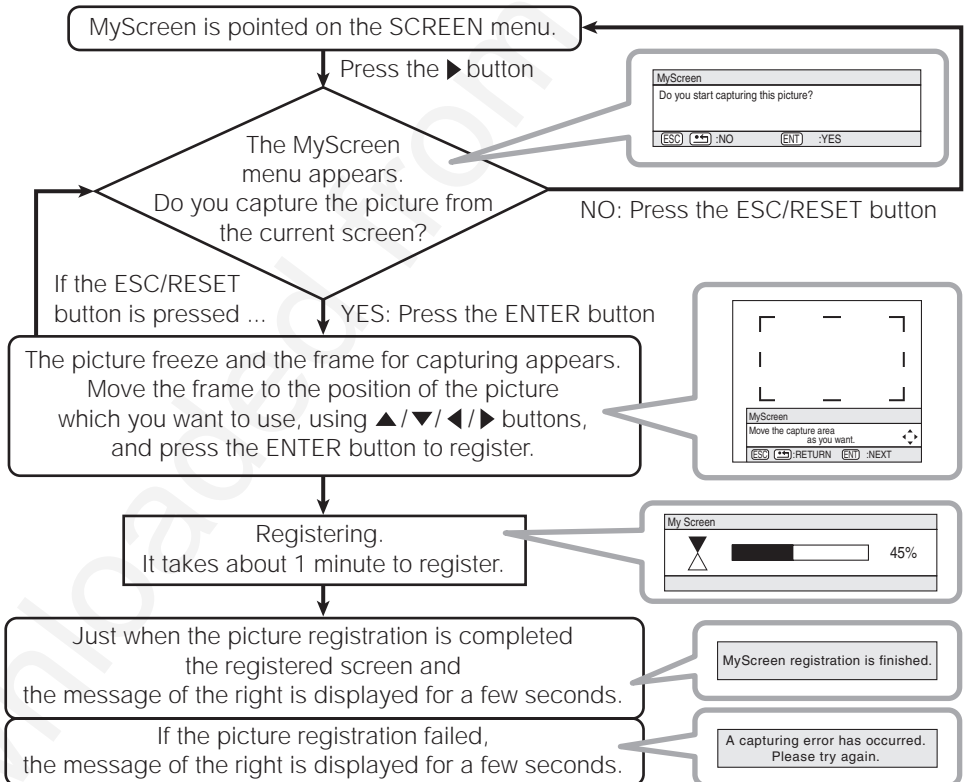 MyScreen is pointed on the SCREEN menu.
Press the ▶ button
MyScreen
Do you start capturing this picture?
ESC :NO ENT :YES
The MyScreen
menu appears.
Do you capture the picture from
the current screen?
NO: Press the ESC/RESET button
If the ESC/RESET
button is pressed ...
YES: Press the ENTER button
The picture freeze and the frame for capturing appears.
Move the frame to the position of the picture
which you want to use, using ▲/▼/◀/▶ buttons,
and press the ENTER button to register.
MyScreen
Move the capture area
as you want.
ESC :RETURN ENT :NEXT
Registering.
It takes about 1 minute to register.
My Screen
45%
Just when the picture registration is completed
the registered screen and
the message of the right is displayed for a few seconds.
MyScreen registration is finished.
If the picture registration failed,
the message of the right is displayed for a few seconds.
A capturing error has occurred.
Please try again.